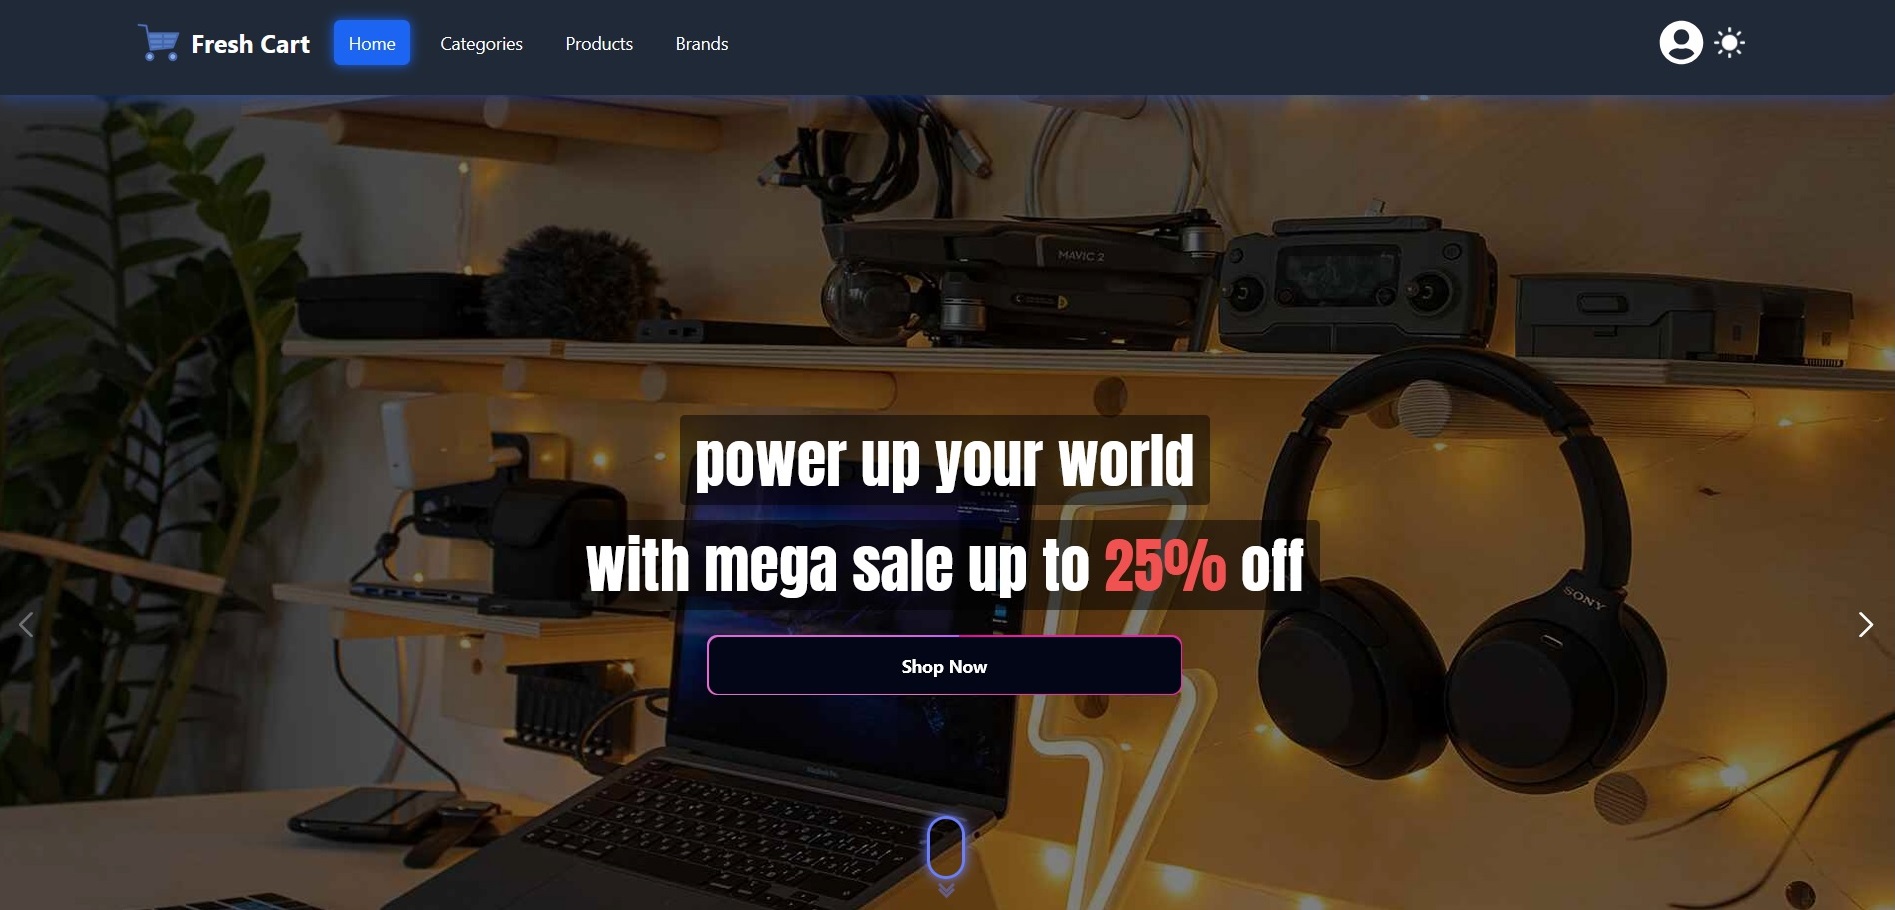 Fresh Cart
Home
Categories
Products
Brands
MAVIC 2
power up your world
with mega sale up to 25% off
SONY
Shop Now